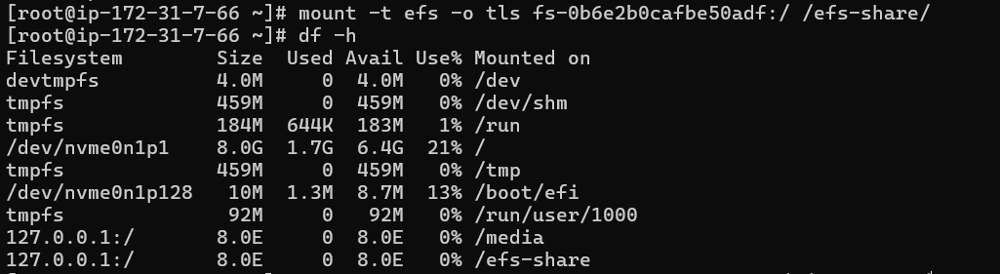 [root@ip-172-31-7-66 ~]# mount -t efs -o tls fs-0b6e2b0cafbe50adf:/ /efs-share/
[root@ip-172-31-7-66 ~]# df -h
Filesystem        Size  Used Avail Use% Mounted on
devtmpfs          4.0M     0  4.0M   0% /dev
tmpfs             459M     0  459M   0% /dev/shm
tmpfs             184M  644K  183M   1% /run
/dev/nvme0n1p1    8.0G  1.7G  6.4G  21% /
tmpfs             459M     0  459M   0% /tmp
/dev/nvme0n1p128   10M  1.3M  8.7M  13% /boot/efi
tmpfs              92M     0   92M   0% /run/user/1000
127.0.0.1:/       8.0E     0  8.0E   0% /media
127.0.0.1:/       8.0E     0  8.0E   0% /efs-share